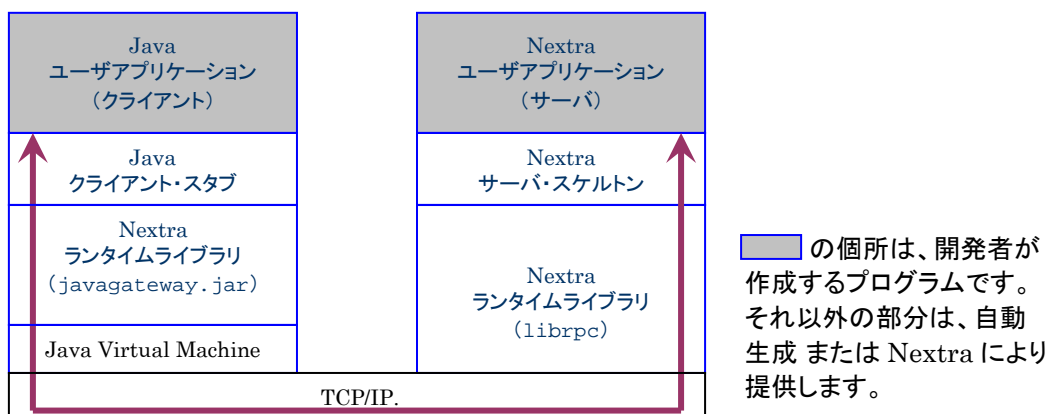 Java
ユーザアプリケーション
（クライアント）
Java
クライアント・スタブ
Nextra
ランタイムライブラリ
(javagateway.jar)
Java Virtual Machine
Nextra
ユーザアプリケーション
（サーバ）
Nextra
サーバ・スケルトン
Nextra
ランタイムライブラリ
(librpc)
TCP/IP.
の個所は、開発者が
作成するプログラムです。
それ以外の部分は、自動
生成 または Nextra により
提供します。